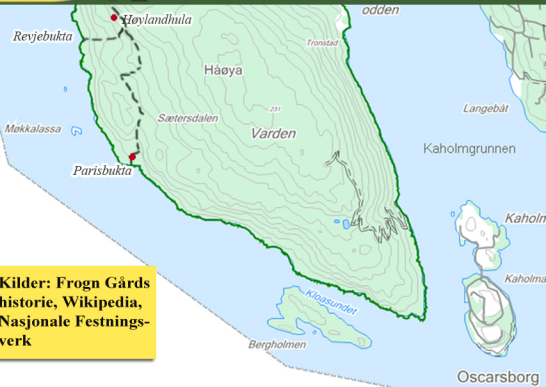 odden
Høylandhula
Revjebukta
Tronstad
Håøya
Langebåt
231
Sætersdalen
Møkkalassa
Varden
Kaholmgrunnen
Parisbukta
Kaholm
Kilder: Frogn Gårds
historie, Wikipedia,
Nasjonale Festnings-
verk
Kaholma
Kloasundet
Bergholmen
Oscarsborg